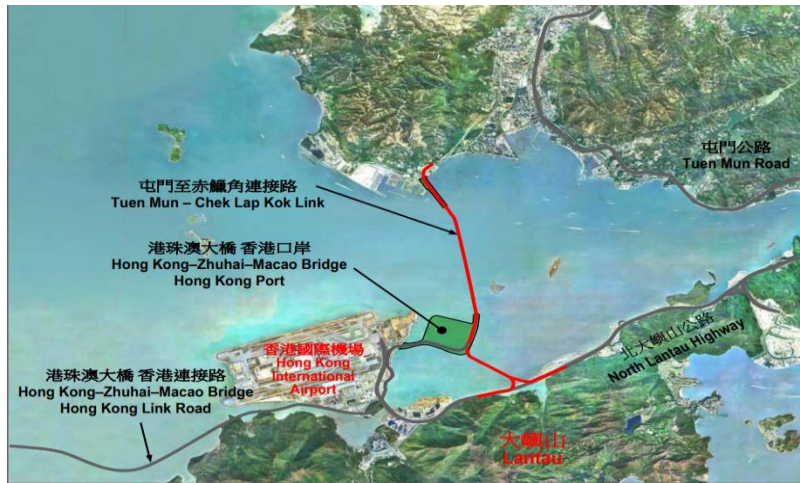 屯門公路
Tuen Mun Road
屯門至赤鱲角連接路
Tuen Mun – Chek Lap Kok Link
港珠澳大橋 香港口岸
Hong Kong–Zhuhai–Macao Bridge
Hong Kong Port
香港國際機場
Hong Kong
International
Airport
北大嶼山公路
North Lantau Highway
港珠澳大橋 香港連接路
Hong Kong–Zhuhai–Macao Bridge
Hong Kong Link Road
大嶼山
Lantau